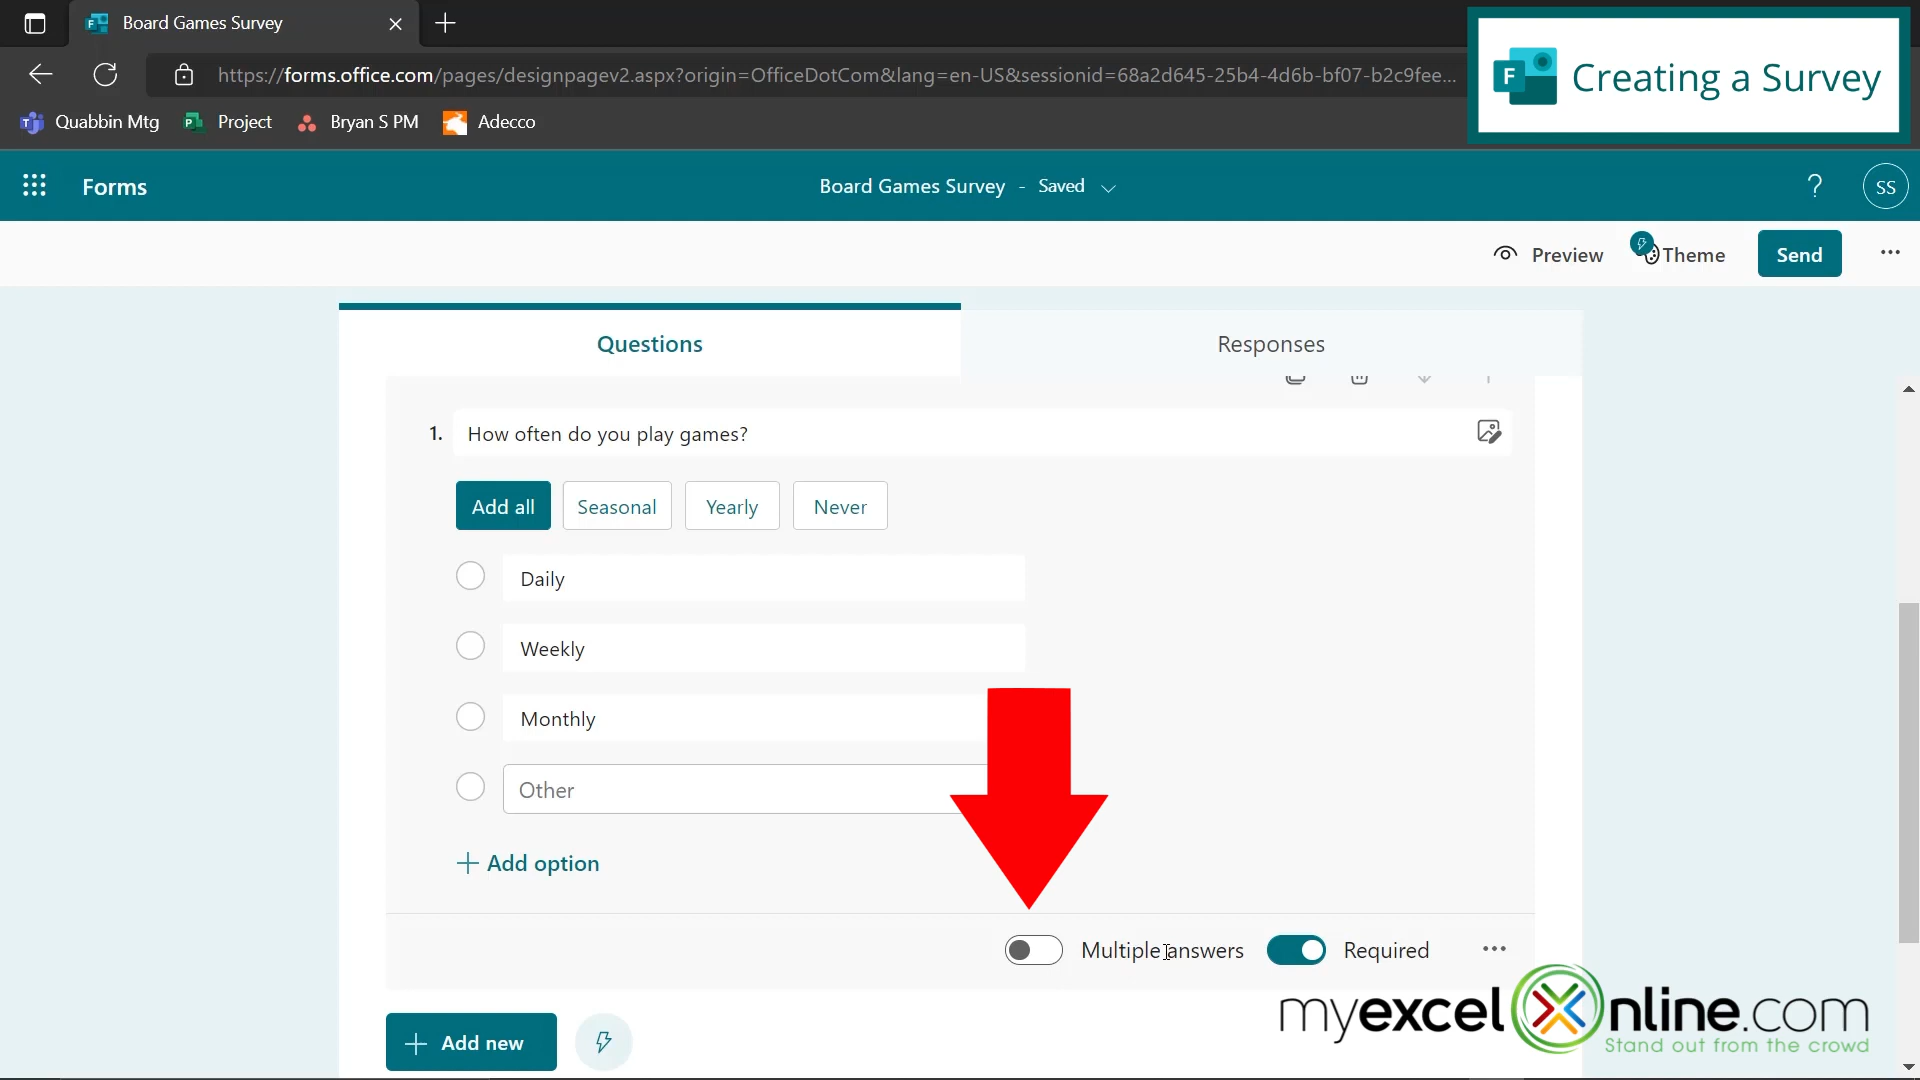 Board Games Survey
https://forms.office.com/pages/designpagev2.aspx?origin=OfficeDotCom&lang=en-US&sessionid=68a2d645-25b4-4d6b-bf07-b2c9fee...
F Creating a Survey
Quabbin Mtg Project Bryan S PM Adecco
Forms
Board Games Survey - Saved
? SS
Preview Theme Send ...
Questions Responses
1. How often do you play games?
Add all Seasonal Yearly Never
Daily
Weekly
Monthly
Other
+ Add option
Multiple answers Required ...
myexcelOnline.com
Stand out from the crowd
+ Add new